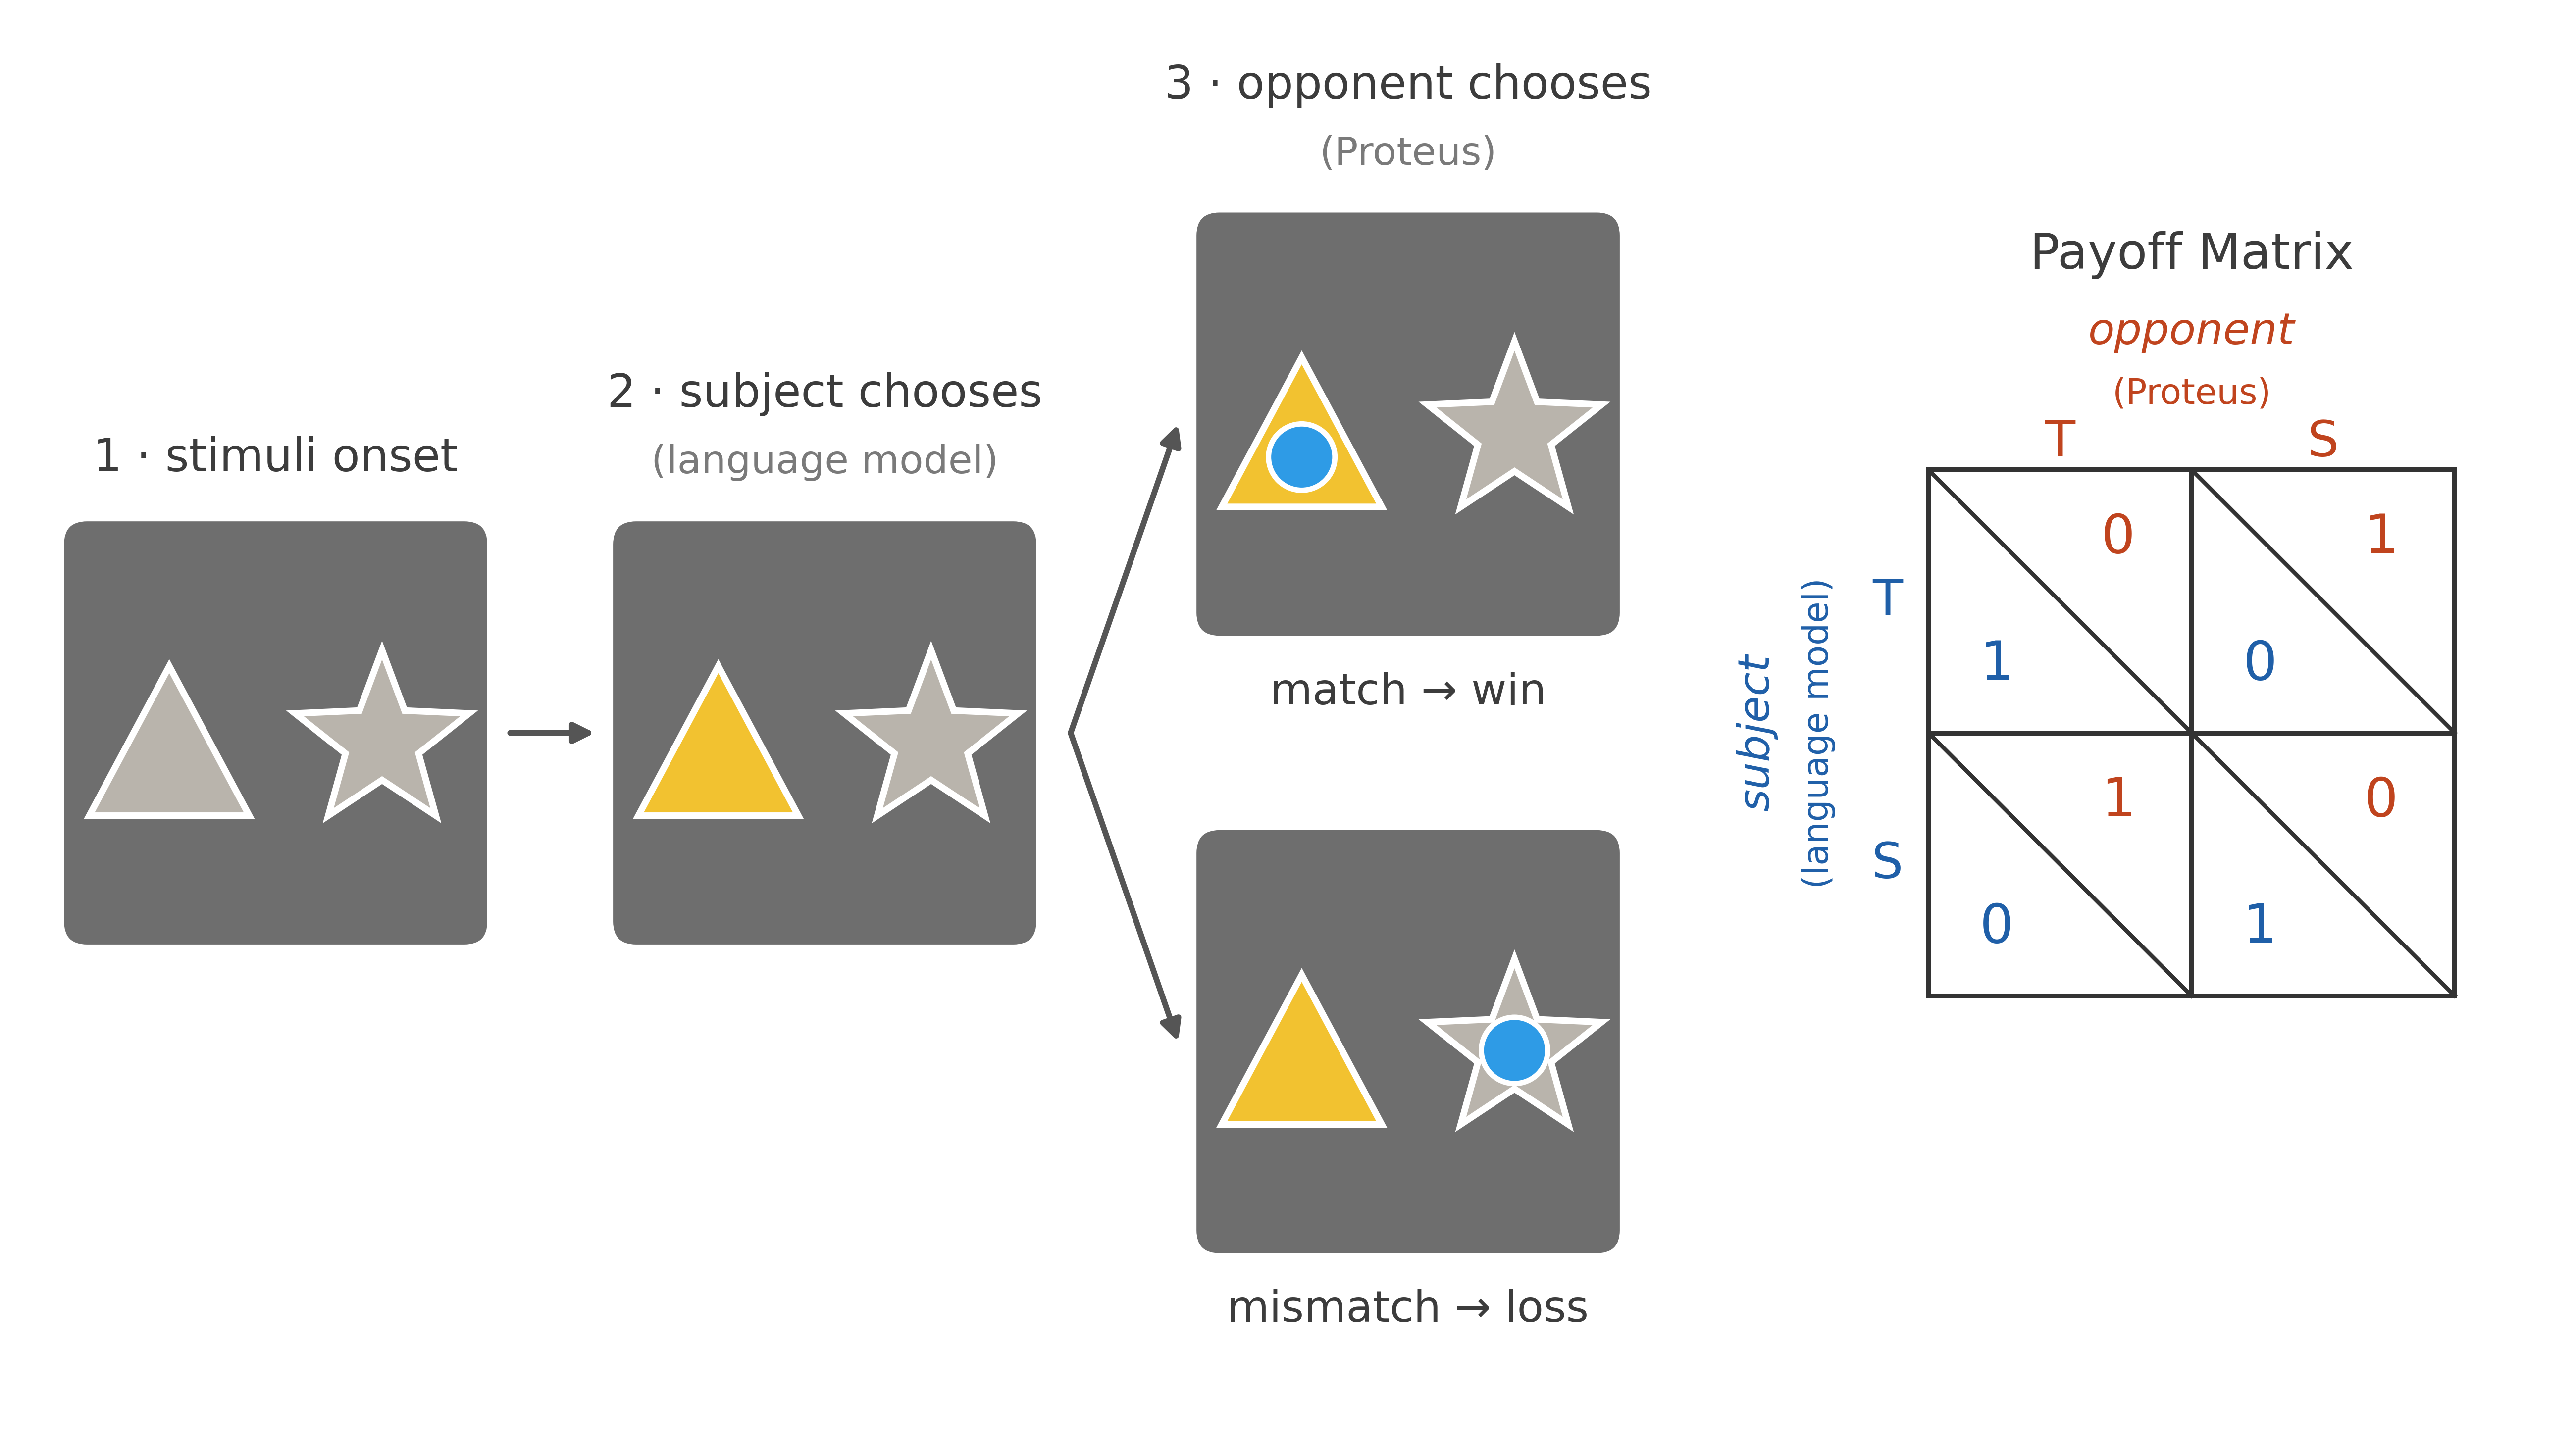 1 · stimuli onset
2 · subject chooses
(language model)
3 · opponent chooses
(Proteus)
match → win
mismatch → loss
Payoff Matrix
opponent
(Proteus)
T S
subject
(language model)
T
0
1
1
0
S
1
0
0
1